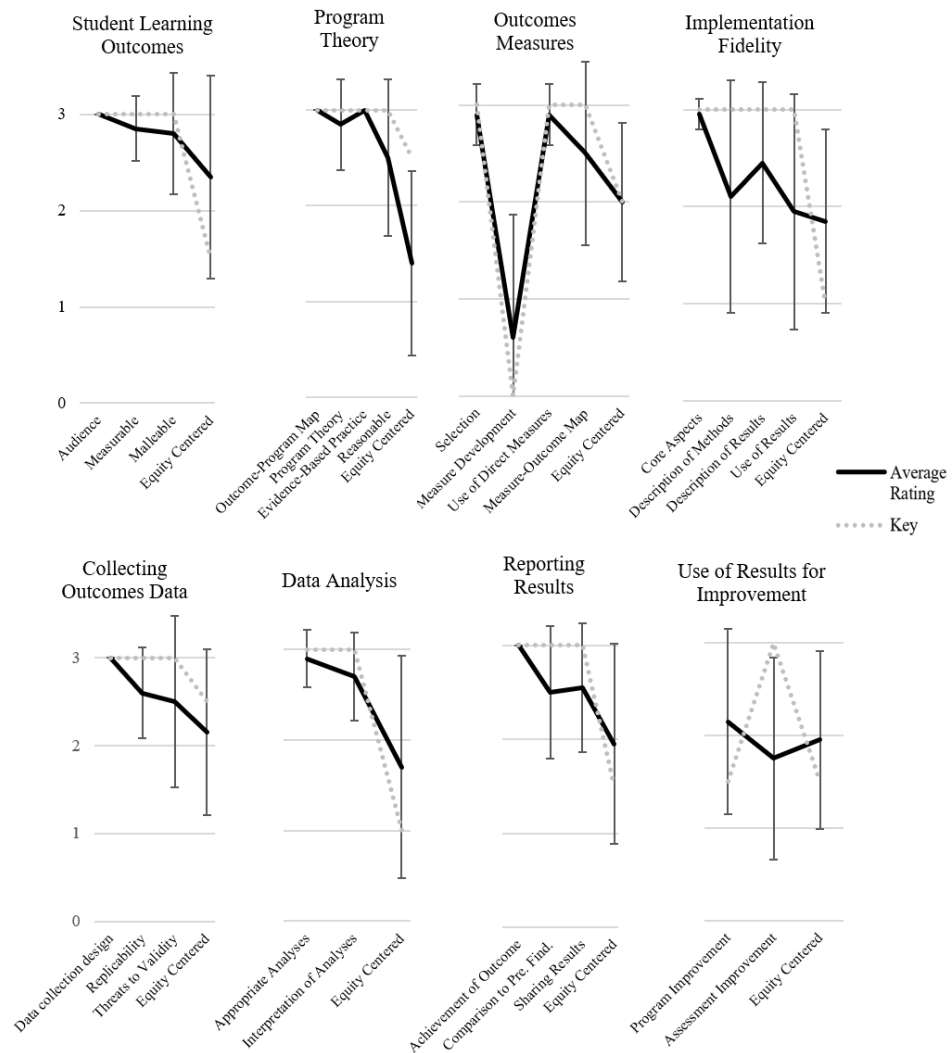 Student Learning
Outcomes
Program
Theory
Outcomes
Measures
Implementation
Fidelity
3
2
1
0
Audience
Measurable
Malleable
Equity Centered
Outcome-Program Map
Program Theory
Evidence-Based Practice
Reasonable
Equity Centered
Selection
Measure Development
Use of Direct Measures
Measure-Outcome Map
Equity Centered
Core Aspects
Description of Methods
Description of Results
Use of Results
Equity Centered
Average
Rating
Key
Collecting
Outcomes Data
Data Analysis
Reporting
Results
Use of Results for
Improvement
3
2
1
0
Data collection design
Replicability
Threats to Validity
Equity Centered
Appropriate Analyses
Interpretation of Analyses
Equity Centered
Achievement of Outcome
Comparison to Pre. Find.
Sharing Results
Equity Centered
Program Improvement
Assessment Improvement
Equity Centered